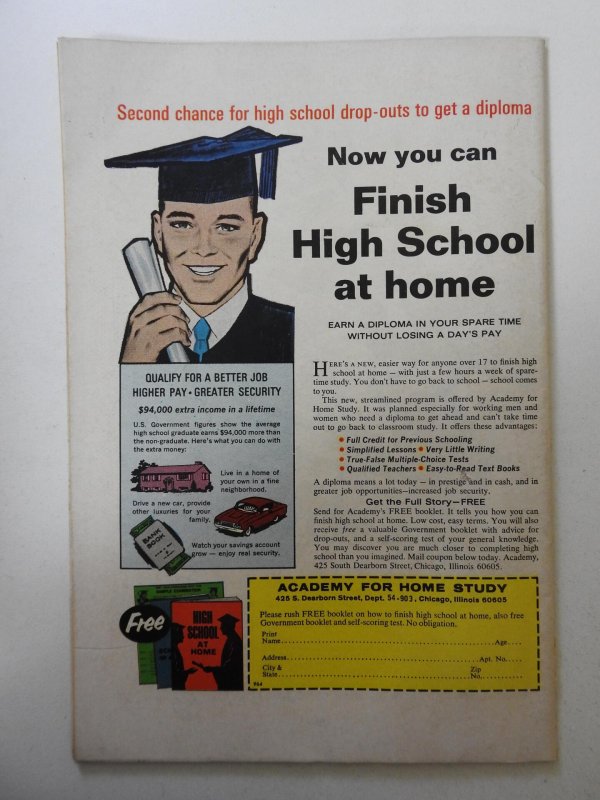 Second chance for high school drop-outs to get a diploma
Now you can
Finish
High School
at home
EARN A DIPLOMA IN YOUR SPARE TIME
WITHOUT LOSING A DAY'S PAY
HERE'S A NEW, easier way for anyone over 17 to finish high
school at home — with just a few hours a week of spare-
time study. You don't have to go back to school — school comes
to you.
This new, streamlined program is offered by Academy for
Home Study. It was planned especially for working men and
women who need a diploma to get ahead and can't take time
out to go back to classroom study. It offers these advantages:
• Full Credit for Previous Schooling
• Simplified Lessons • Very Little Writing
• True-False Multiple-Choice Tests
• Qualified Teachers • Easy-to-Read Text Books
A diploma means a lot today — in prestige and in cash, and in
greater job opportunities—increased job security.
Get the Full Story—FREE
Send for Academy's FREE booklet. It tells you how you can
finish high school at home. Low cost, easy terms. You will also
receive free a valuable Government booklet with advice for
drop-outs, and a self-scoring test of your general knowledge.
You may discover you are much closer to completing high
school than you imagined. Mail coupon below today. Academy,
425 South Dearborn Street, Chicago, Illinois 60605.
QUALIFY FOR A BETTER JOB
HIGHER PAY • GREATER SECURITY
$94,000 extra income in a lifetime
U.S. Government figures show the average
high school graduate earns $94,000 more than
the non-graduate. Here's what you can do with
the extra money:
Live in a home of
your own in a fine
neighborhood.
Drive a new car, provide
other luxuries for your
family.
BANK
BOOK
Watch your savings account
grow — enjoy real security.
Free
SAMPLE EXAMINATION
HIGH
SCHOOL
AT
HOME
ACADEMY FOR HOME STUDY
425 S. Dearborn Street, Dept. 54-903, Chicago, Illinois 60605
Please rush FREE booklet on how to finish high school at home, also free
Government booklet and self-scoring test. No obligation.
Print
Name Age
Address Apt. No.
City & Zip
State No.